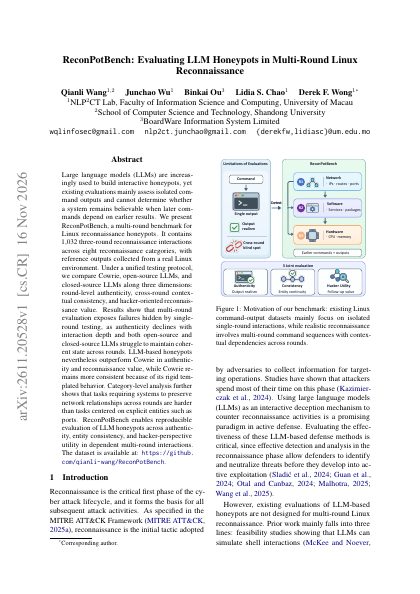 ReconPotBench: Evaluating LLM Honeypots in Multi-Round Linux
Reconnaissance
Qianli Wang1,2 Junchao Wu1 Binkai Ou3 Lidia S. Chao1 Derek F. Wong1*
1NLP2CT Lab, Faculty of Information Science and Computing, University of Macau
2School of Computer Science and Technology, Shandong University
3BoardWare Information System Limited
wqlinfosec@gmail.com nlp2ct.junchao@gmail.com {derekfw,lidiasc}@um.edu.mo
arXiv:2611.20528v1 [cs.CR] 16 Nov 2026
Abstract
Large language models (LLMs) are increas-
ingly used to build interactive honeypots, yet
existing evaluations mainly assess isolated com-
mand outputs and cannot determine whether
a system remains believable when later com-
mands depend on earlier results. We present
ReconPotBench, a multi-round benchmark for
Linux reconnaissance honeypots. It contains
1,032 three-round reconnaissance interactions
across eight reconnaissance categories, with
reference outputs collected from a real Linux
environment. Under a unified testing protocol,
we compare Cowrie, open-source LLMs, and
closed-source LLMs along three dimensions:
round-level authenticity, cross-round contex-
tual consistency, and hacker-oriented reconnais-
sance value. Results show that multi-round
evaluation exposes failures hidden by single-
round testing, as authenticity declines with
interaction depth and both open-source and
closed-source LLMs struggle to maintain coher-
ent state across rounds. LLM-based honeypots
nevertheless outperform Cowrie in authentic-
ity and reconnaissance value, while Cowrie re-
mains more consistent because of its rigid tem-
plated behavior. Category-level analysis further
shows that tasks requiring systems to preserve
network relationships across rounds are harder
than tasks centered on explicit entities such as
ports. ReconPotBench enables reproducible
evaluation of LLM honeypots across authentic-
ity, entity consistency, and hacker-perspective
utility in dependent multi-round interactions.
The dataset is available at: https://github.
com/qianli-wang/ReconPotBench.
1 Introduction
Reconnaissance is the critical first phase of the cy-
ber attack lifecycle, and it forms the basis for all
subsequent attack activities. As specified in the
MITRE ATT&CK Framework (MITRE ATT&CK,
2025a), reconnaissance is the initial tactic adopted
*Corresponding author.
Limitations of Evaluations
Command
Single output
Output
realism
Cross-round
blind spot
ReconPotBench
Network
IPs · routes · ports
Software
Services · packages
Hardware
CPU · memory
Earlier commands + outputs
Authenticity
Output realism
Consistency
Entity continuity
Hacker Utility
Follow-up value
Figure 1: Motivation of our benchmark: existing Linux
command-output datasets mainly focus on isolated
single-round interactions, while realistic reconnaissance
involves multi-round command sequences with contex-
tual dependencies across rounds.
by adversaries to collect information for target-
ing operations. Studies have shown that attackers
spend most of their time on this phase (Kazimier-
czak et al., 2024). Using large language models
(LLMs) as an interactive deception mechanism to
counter reconnaissance activities is a promising
paradigm in active defense. Evaluating the effec-
tiveness of these LLM-based defense methods is
critical, since effective detection and analysis in the
reconnaissance phase allow defenders to identify
and neutralize threats before they develop into ac-
tive exploitation (Sladić et al., 2024; Guan et al.,
2024; Otal and Canbaz, 2024; Malhotra, 2025;
Wang et al., 2025).
However, existing evaluations of LLM-based
honeypots are not designed for multi-round Linux
reconnaissance. Prior work mainly falls into three
lines: feasibility studies showing that LLMs can
simulate shell interactions (McKee and Noever,